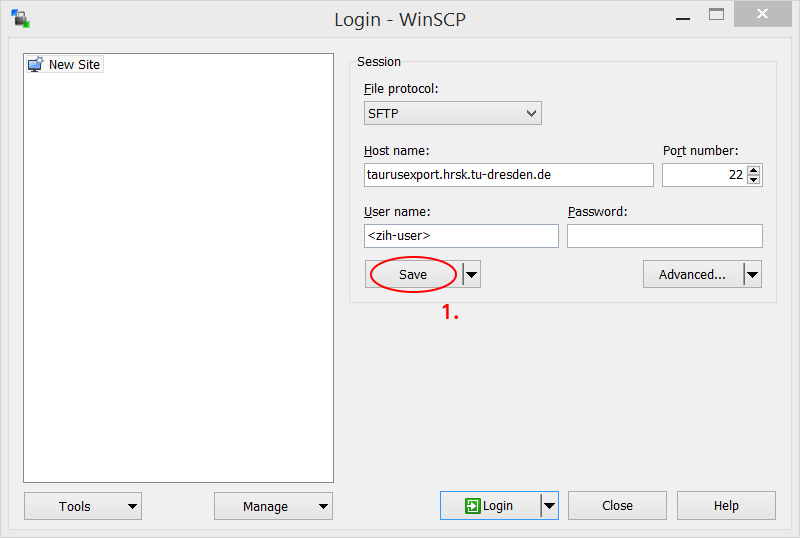 Login - WinSCP
New Site
Session
File protocol:
SFTP
Host name:
Port number:
taurusexport.hrsk.tu-dresden.de
22
User name:
Password:
<zih-user>
Save
Advanced...
1.
Tools
Manage
Login
Close
Help